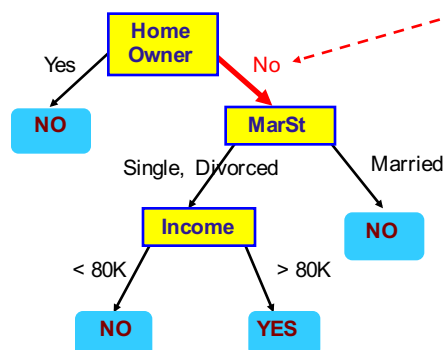 Home
Owner
Yes
No
NO
MarSt
Single, Divorced
Married
Income
NO
< 80K
> 80K
NO
YES